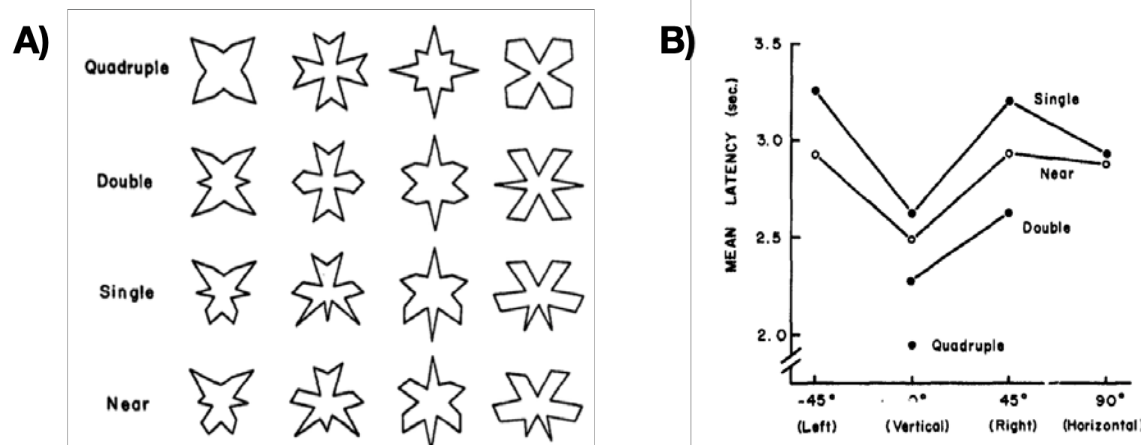 A)
Quadruple
Double
Single
Near
B)
MEAN LATENCY (sec.)
3.5
3.0
2.5
2.0
Single
Near
Double
Quadruple
-45° 0° 45° 90°
(Left) (Vertical) (Right) (Horizontal)